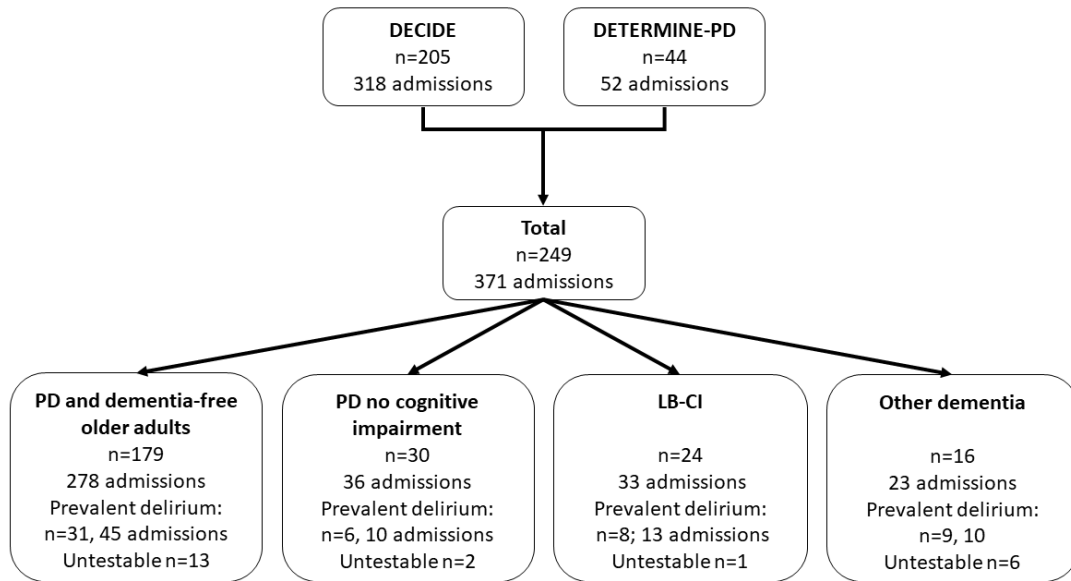 DECIDE
n=205
318 admissions
DETERMINE-PD
n=44
52 admissions
Total
n=249
371 admissions
PD and dementia-free
older adults
n=179
278 admissions
Prevalent delirium:
n=31, 45 admissions
Untestable n=13
PD no cognitive
impairment
n=30
36 admissions
Prevalent delirium:
n=6, 10 admissions
Untestable n=2
LB-CI
n=24
33 admissions
Prevalent delirium:
n=8; 13 admissions
Untestable n=1
Other dementia
n=16
23 admissions
Prevalent delirium:
n=9, 10
Untestable n=6